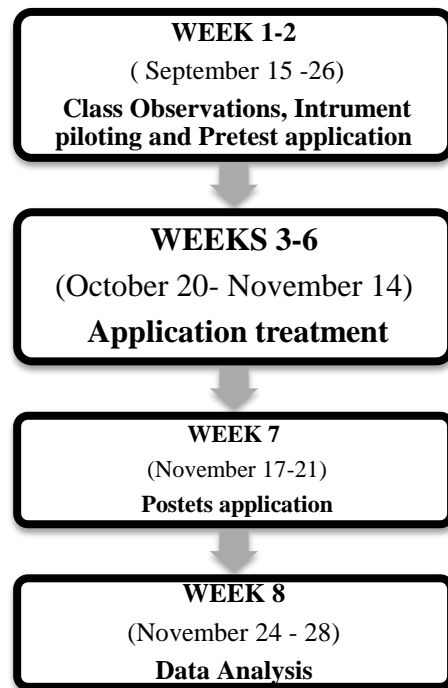 WEEK 1-2
( September 15 -26)
Class Observations, Intrument
piloting and Pretest application
WEEKS 3-6
(October 20- November 14)
Application treatment
WEEK 7
(November 17-21)
Postets application
WEEK 8
(November 24 - 28)
Data Analysis